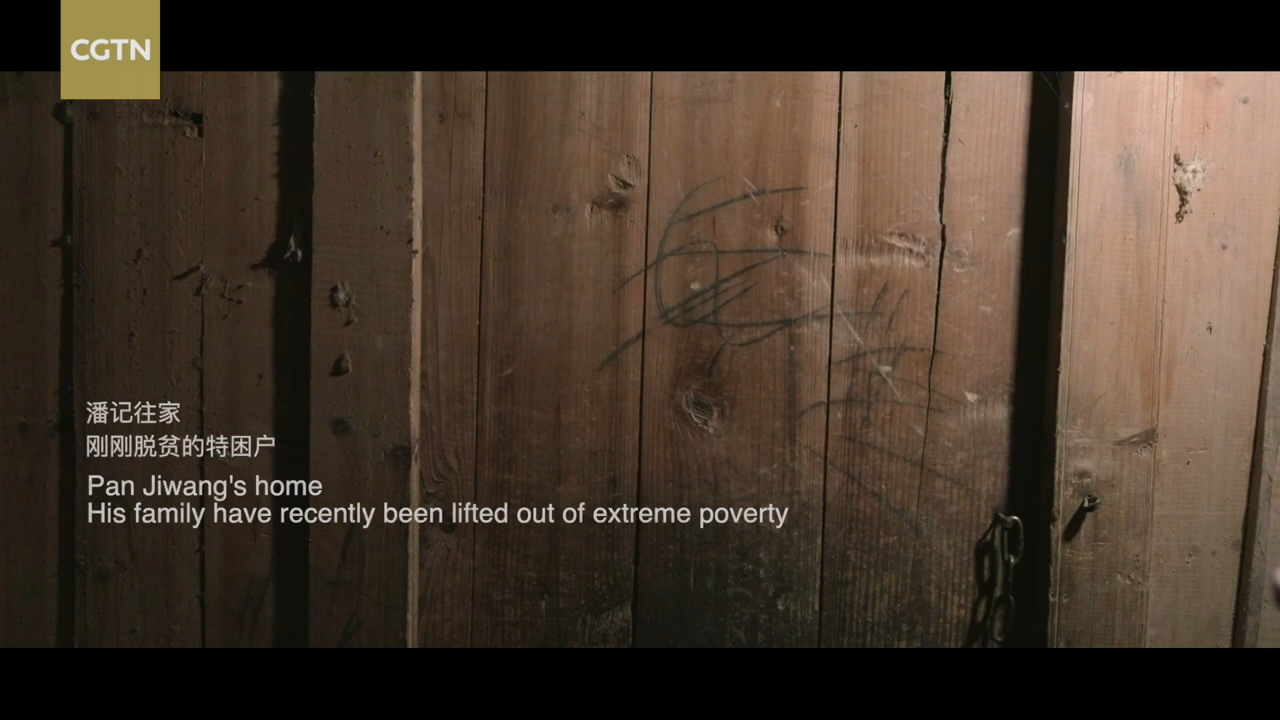 CGTN
潘记往家
刚刚脱贫的特困户
Pan Jiwang's home
His family have recently been lifted out of extreme poverty